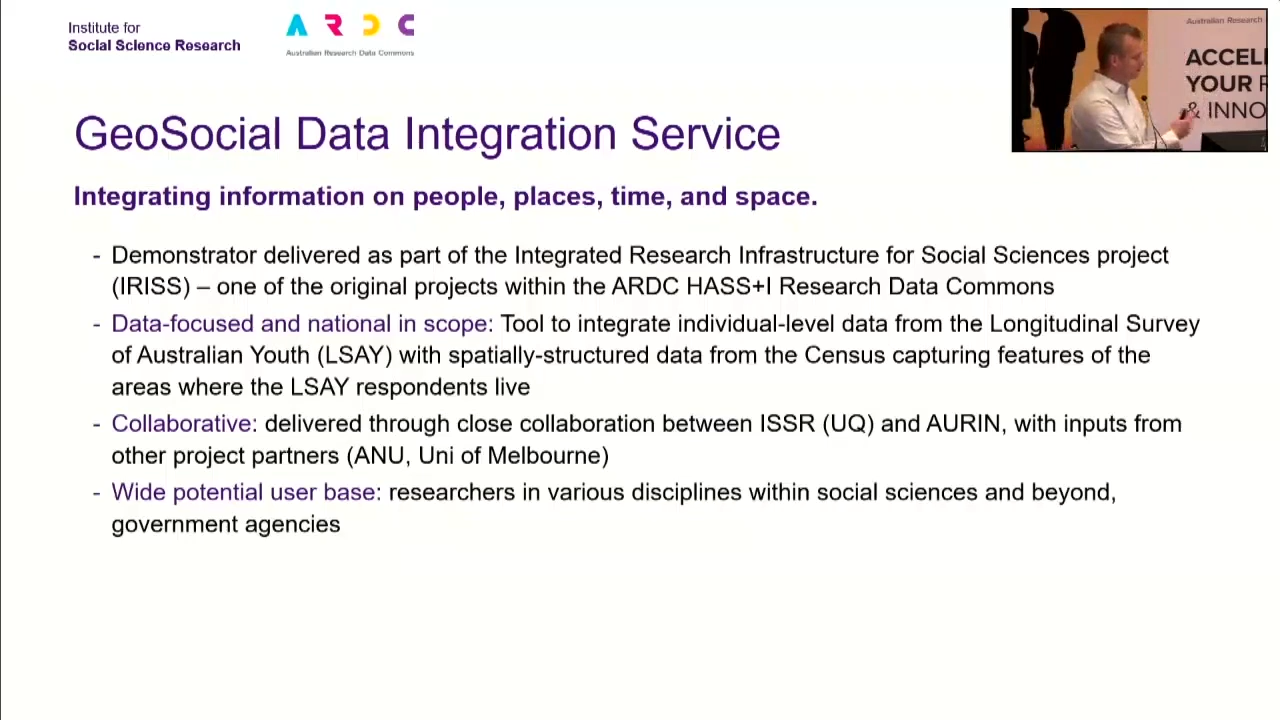 Institute for
Social Science Research
ARDC
Australian Research Data Commons
Australian Research
ACCEL
YOUR R
& INNO
GeoSocial Data Integration Service
Integrating information on people, places, time, and space.
- Demonstrator delivered as part of the Integrated Research Infrastructure for Social Sciences project
(IRISS) – one of the original projects within the ARDC HASS+I Research Data Commons
- Data-focused and national in scope: Tool to integrate individual-level data from the Longitudinal Survey
of Australian Youth (LSAY) with spatially-structured data from the Census capturing features of the
areas where the LSAY respondents live
- Collaborative: delivered through close collaboration between ISSR (UQ) and AURIN, with inputs from
other project partners (ANU, Uni of Melbourne)
- Wide potential user base: researchers in various disciplines within social sciences and beyond,
government agencies